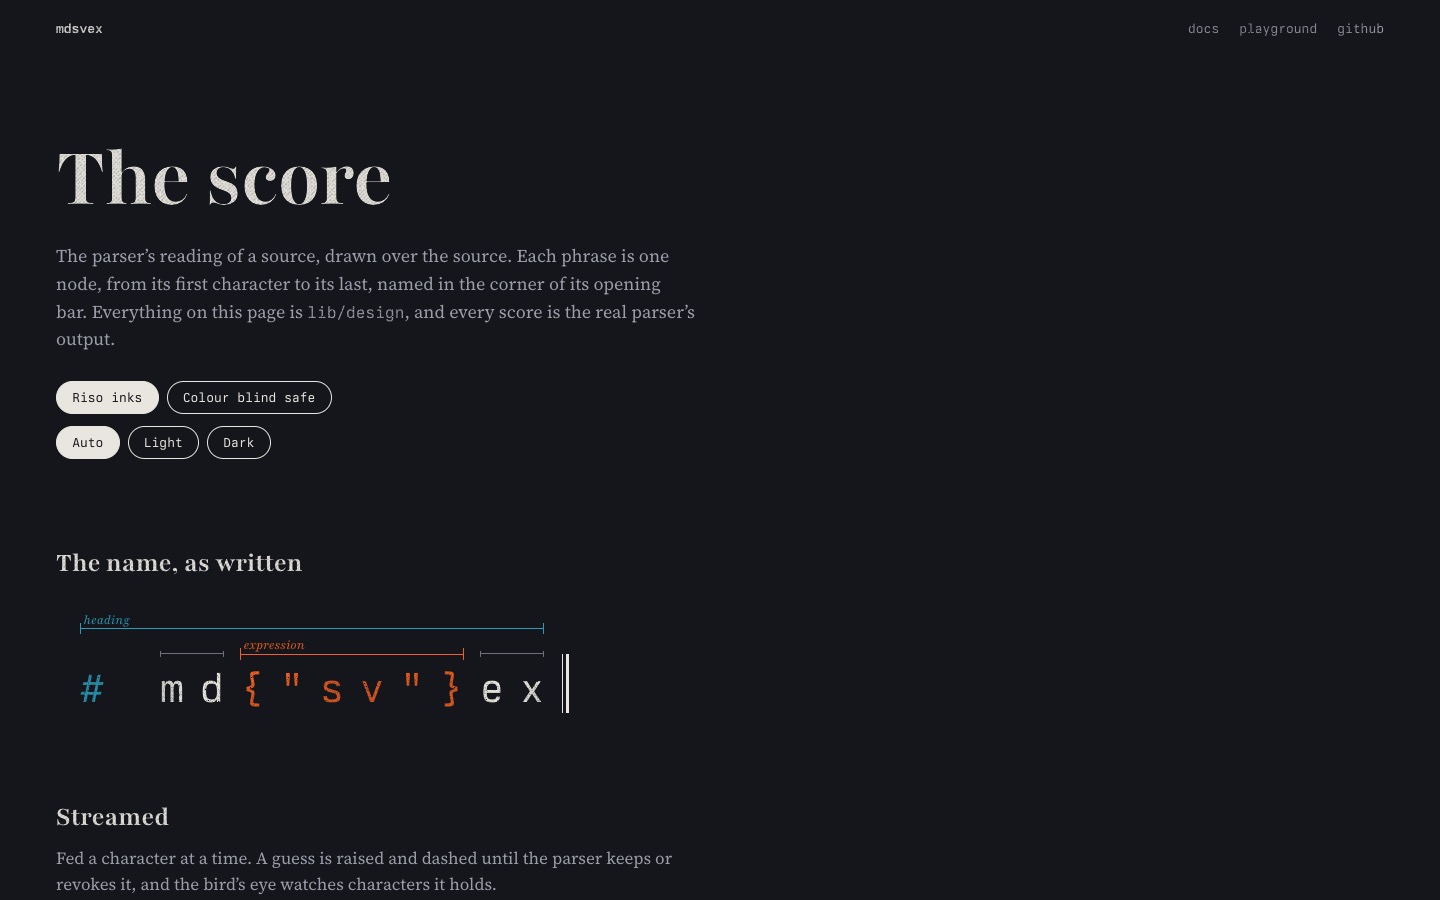 mdsvex
docs playground github
The score
The parser’s reading of a source, drawn over the source. Each phrase is one
node, from its first character to its last, named in the corner of its opening
bar. Everything on this page is lib/design, and every score is the real parser’s
output.
Riso inks Colour blind safe
Auto Light Dark
The name, as written
heading
expression
# md{"sv"}ex
Streamed
Fed a character at a time. A guess is raised and dashed until the parser keeps or
revokes it, and the bird’s eye watches characters it holds.